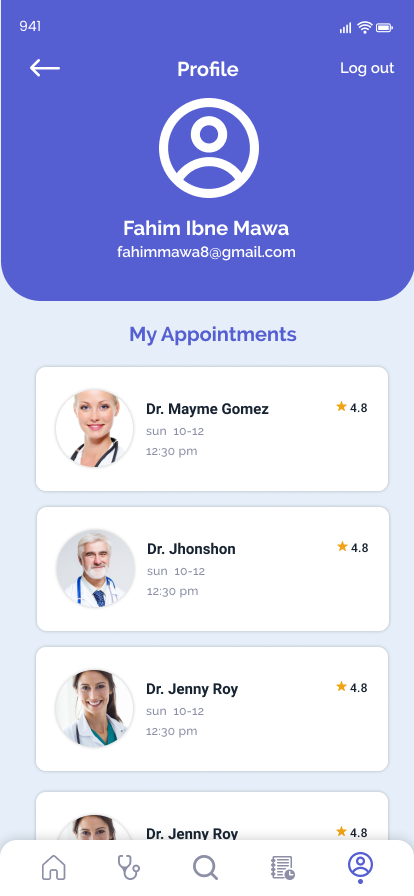 941
Profile
Log out
Fahim Ibne Mawa
fahimmawa8@gmail.com
My Appointments
Dr. Mayme Gomez
4.8
sun 10-12
12:30 pm
Dr. Jhonshon
4.8
sun 10-12
12:30 pm
Dr. Jenny Roy
4.8
sun 10-12
12:30 pm
Dr. Jenny Roy
4.8